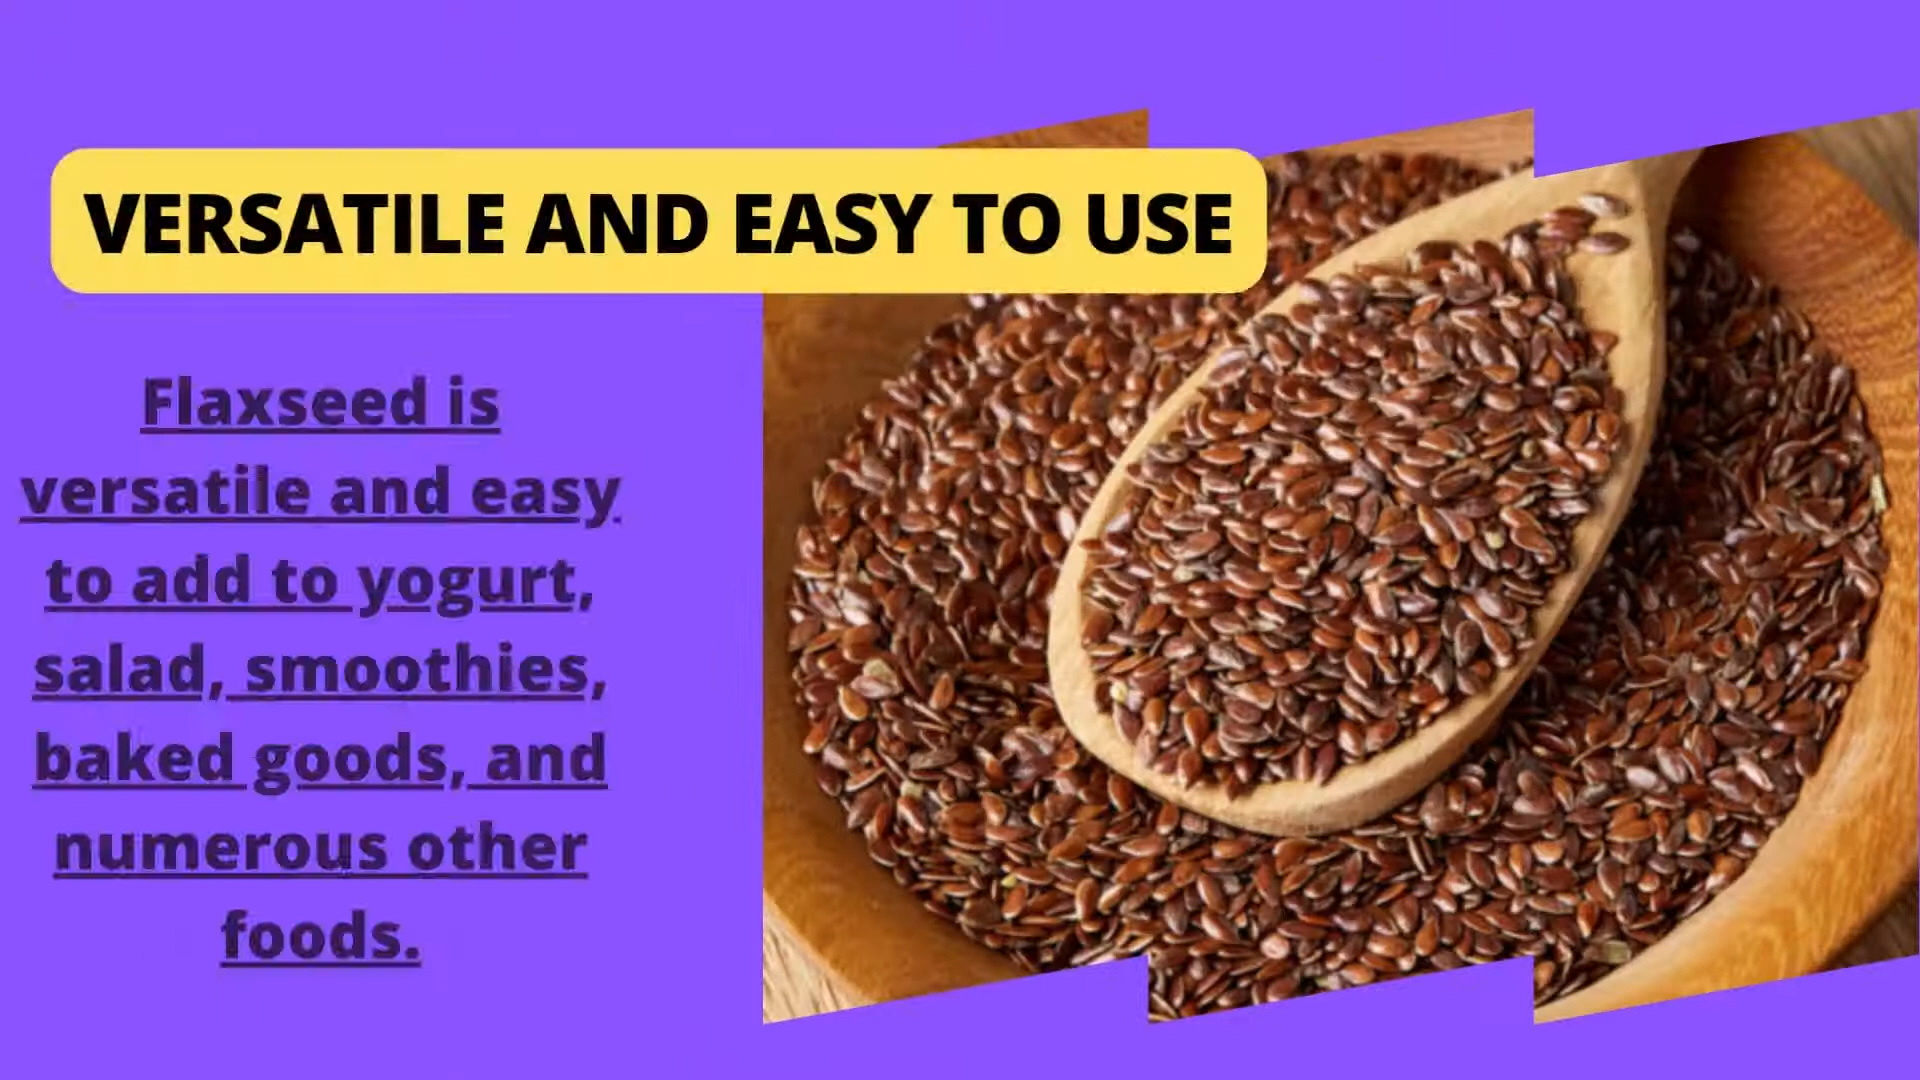 VERSATILE AND EASY TO USE
Flaxseed is
versatile and easy
to add to yogurt,
salad, smoothies,
baked goods, and
numerous other
foods.